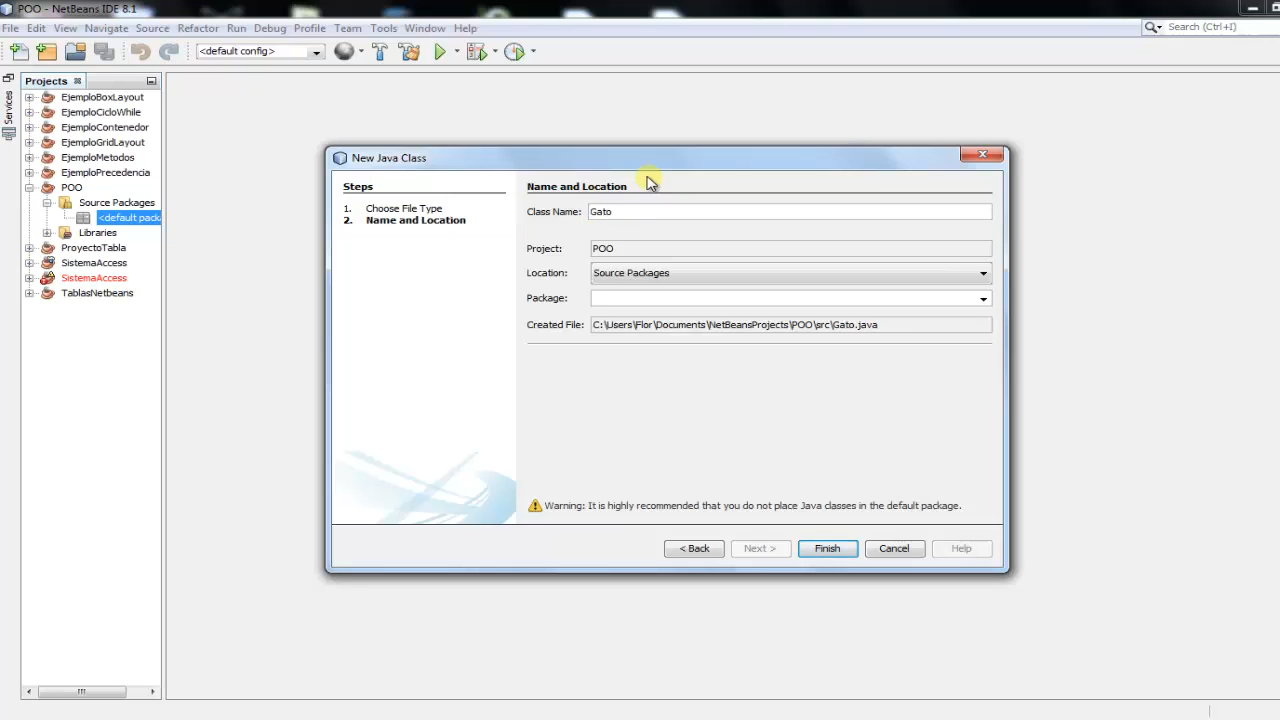 POO - NetBeans IDE 8.1
File Edit View Navigate Source Refactor Run Debug Profile Team Tools Window Help
Search (Ctrl+I)
<default config>
Services
Projects
EjemploBoxLayout
EjemploCicloWhile
EjemploContenedor
EjemploGridLayout
EjemploMetodos
EjemploPrecedencia
POO
Source Packages
<default pack
Libraries
ProyectoTabla
SistemaAccess
SistemaAccess
TablasNetbeans
New Java Class
Steps
1. Choose File Type
2. Name and Location
Name and Location
Class Name: Gato
Project: POO
Location: Source Packages
Package:
Created File: C:\Users\Flor\Documents\NetBeansProjects\POO\src\Gato.java
Warning: It is highly recommended that you do not place Java classes in the default package.
< Back Next > Finish Cancel Help